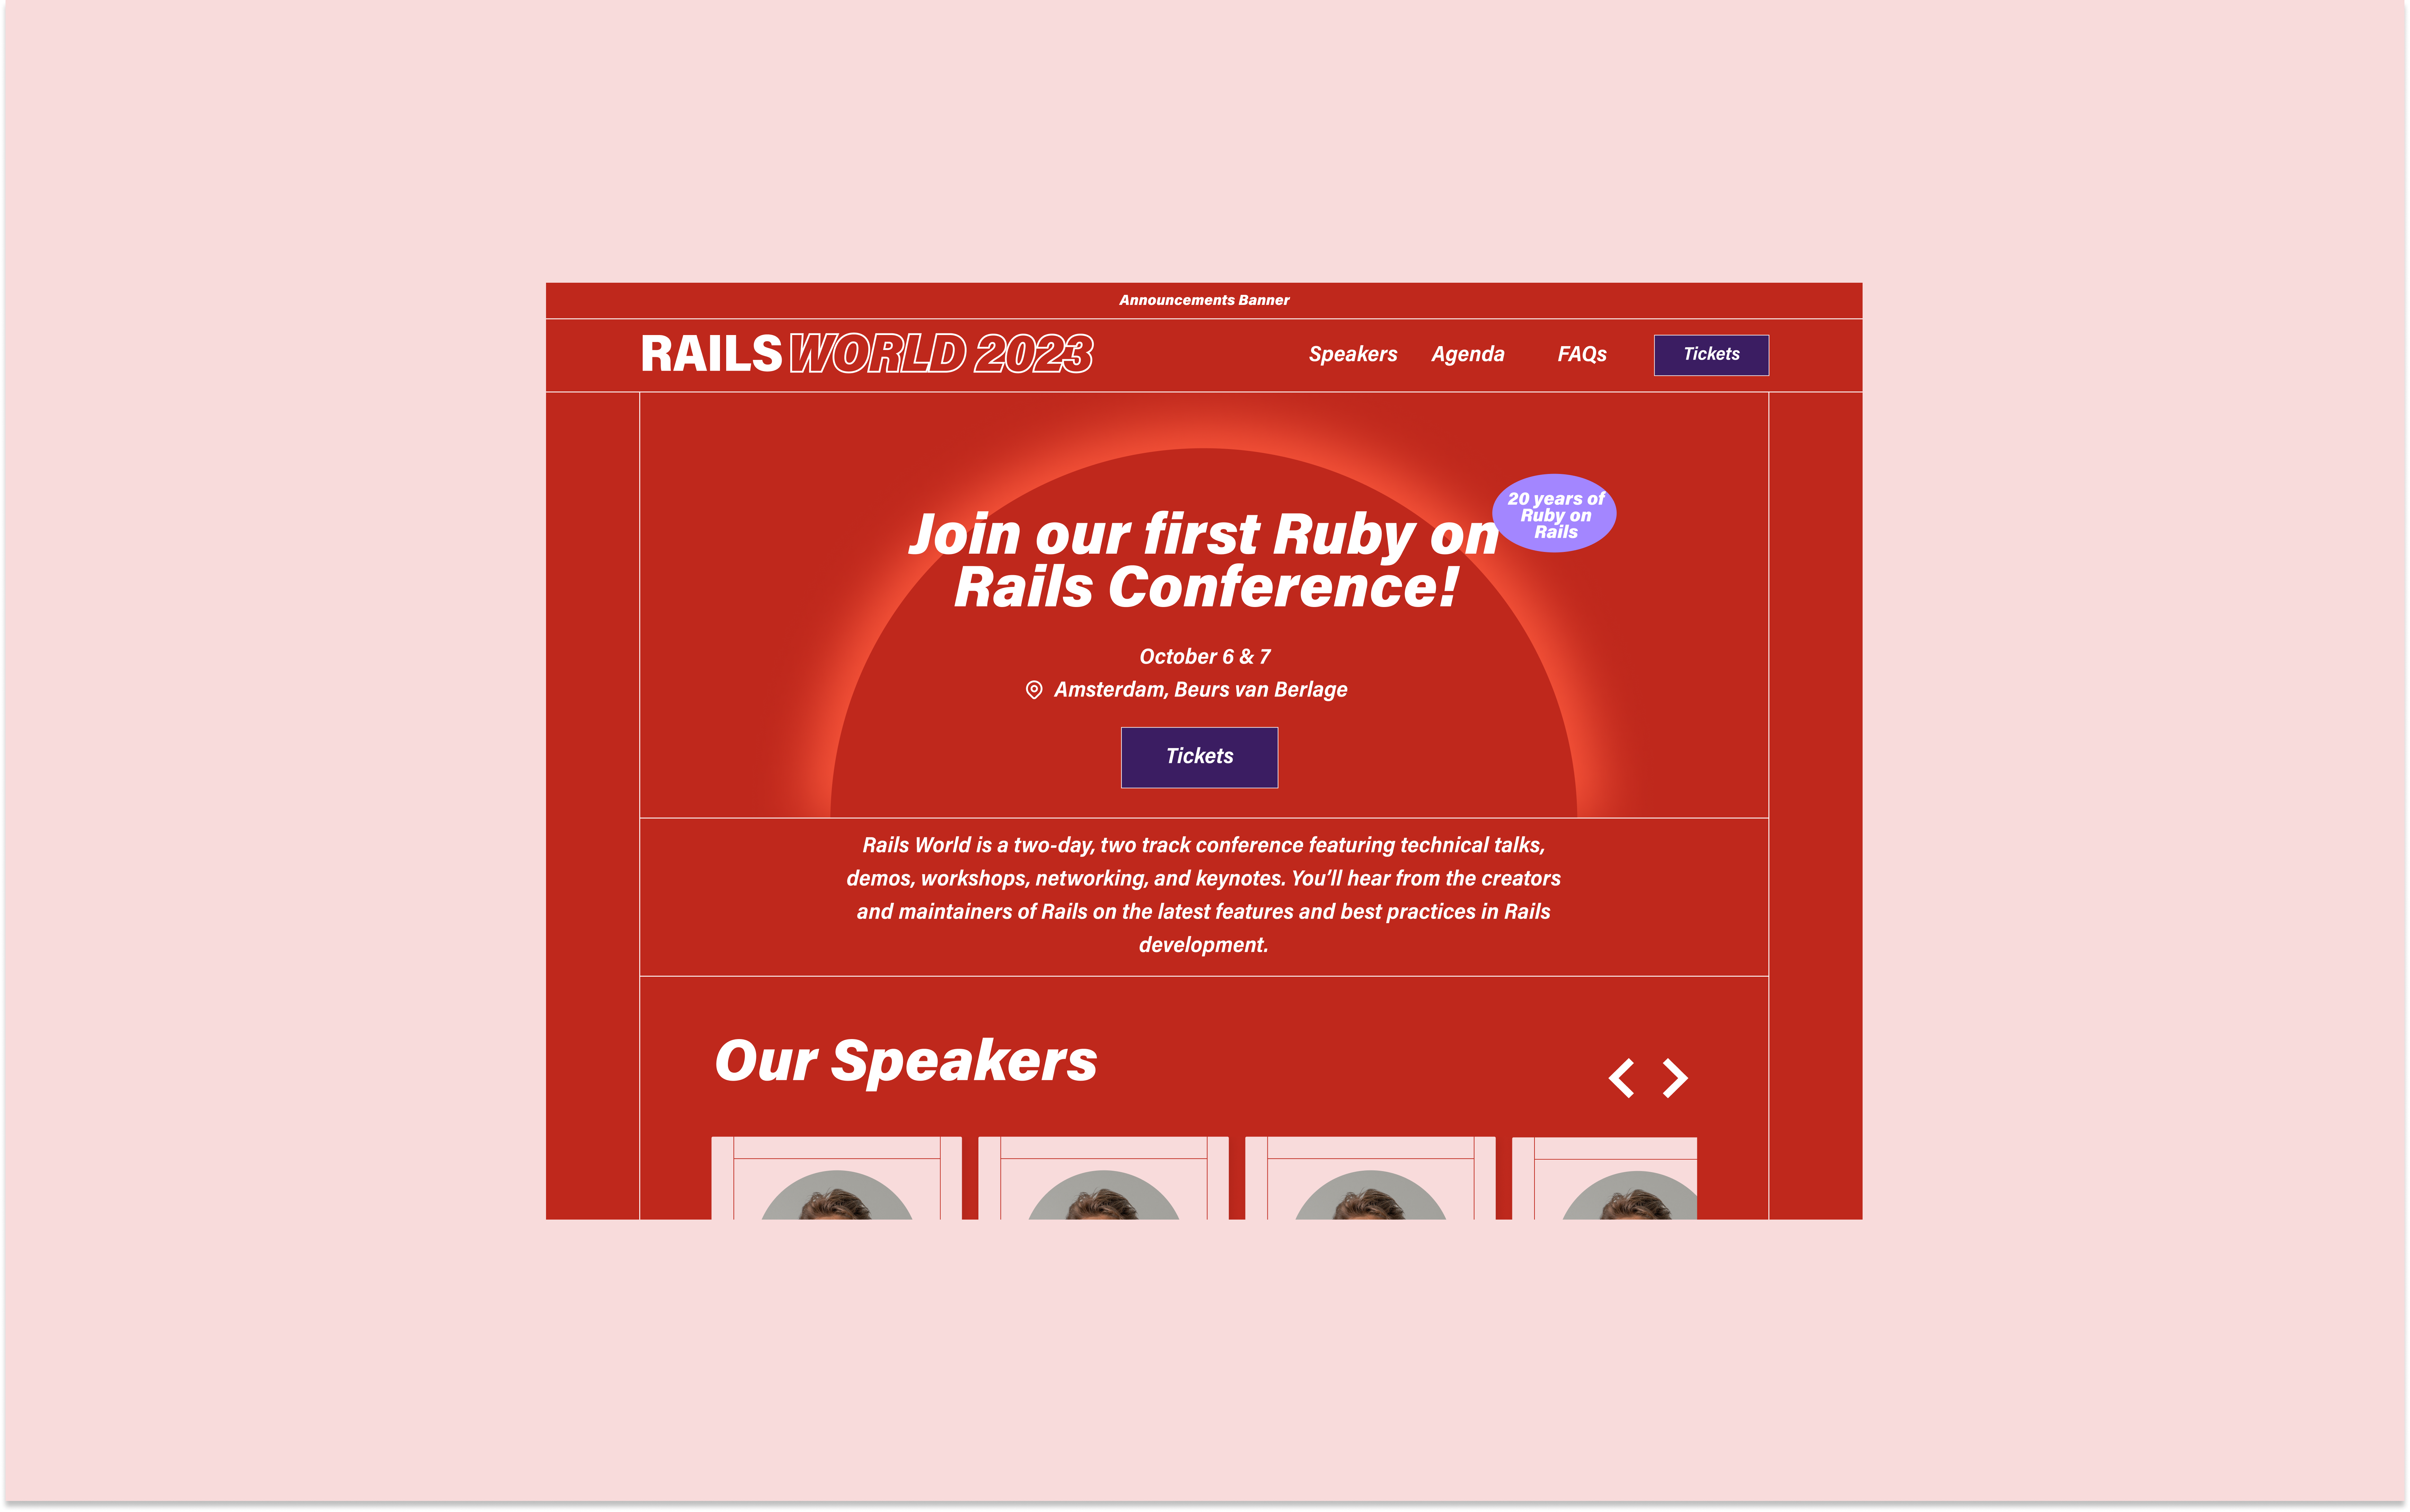 Announcements Banner
RAILS WORLD 2023
Speakers Agenda FAQs Tickets
20 years of
Ruby on
Rails
Join our first Ruby on
Rails Conference!
October 6 & 7
Amsterdam, Beurs van Berlage
Tickets
Rails World is a two-day, two track conference featuring technical talks,
demos, workshops, networking, and keynotes. You’ll hear from the creators
and maintainers of Rails on the latest features and best practices in Rails
development.
Our Speakers